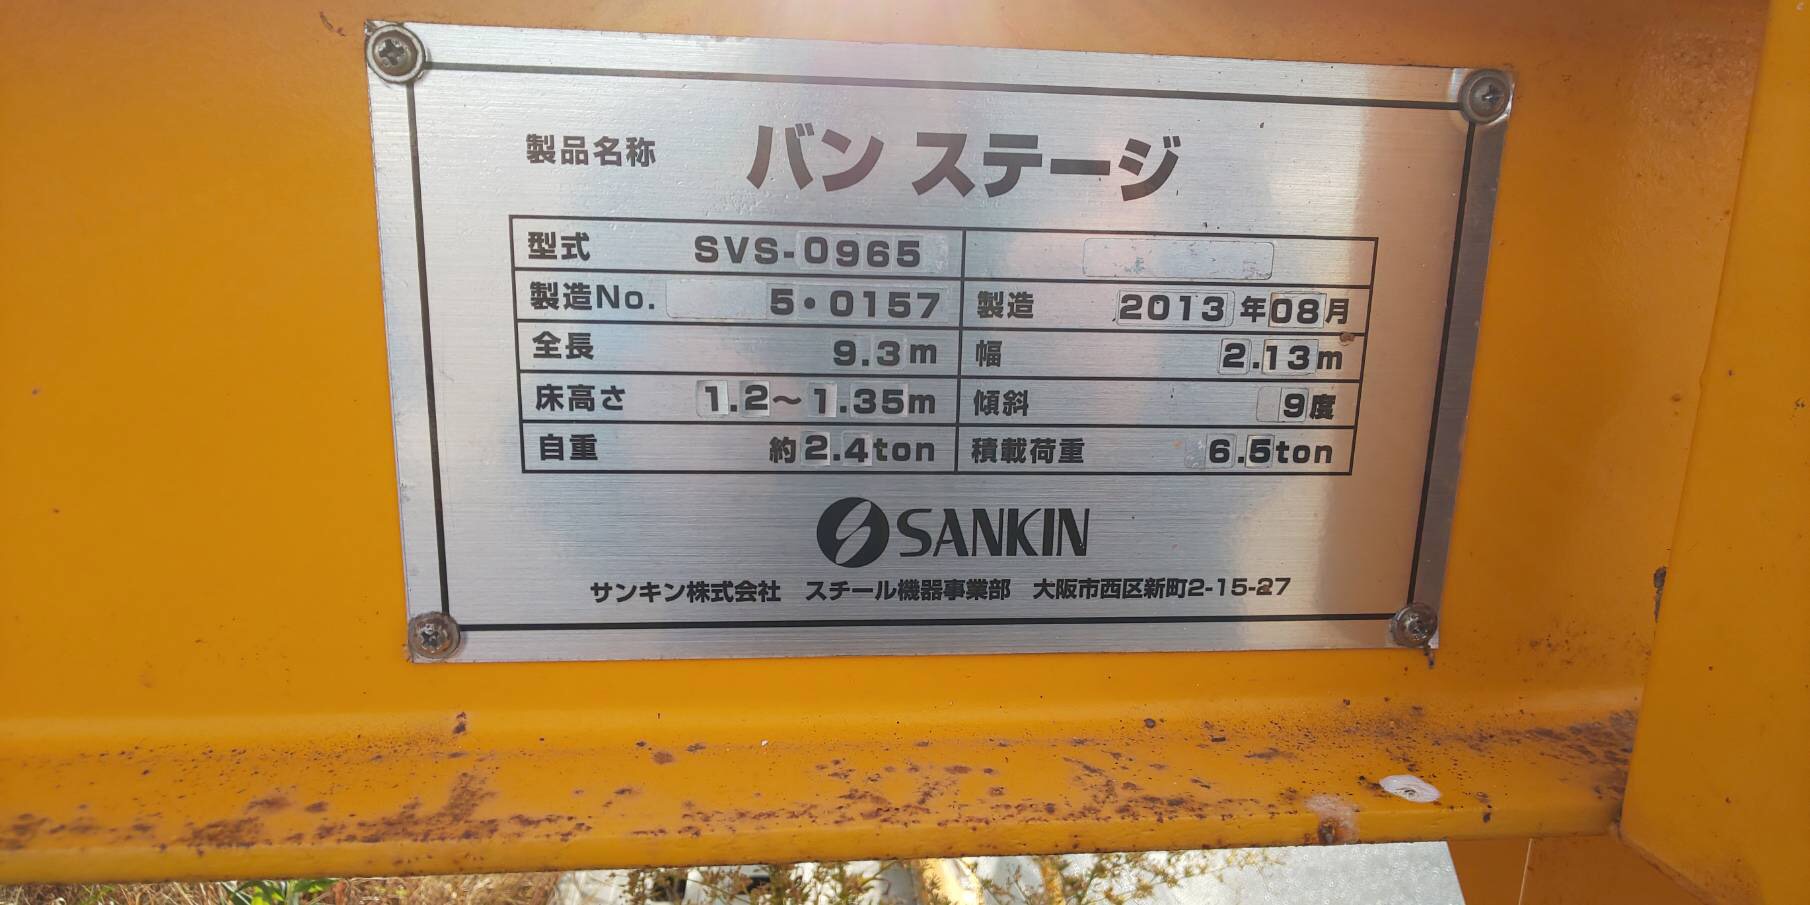 製品名称 バン ステージ
型式 SVS-0965
製造No. 5・0157 製造 2013年08月
全長 9.3m 幅 2.13m
床高さ 1.2～1.35m 傾斜 9度
自重 約2.4ton 積載荷重 6.5ton
SANKIN
サンキン株式会社 スチール機器事業部 大阪市西区新町2-15-27